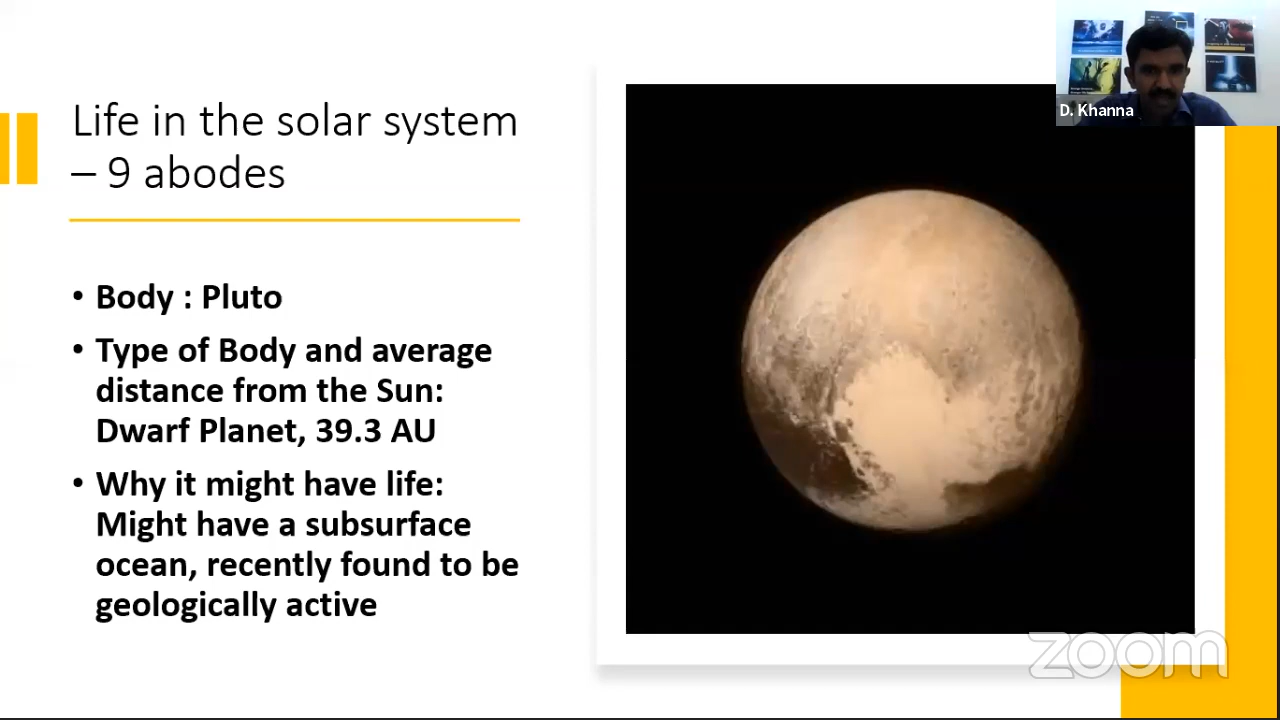 Life in the solar system
– 9 abodes
• Body : Pluto
• Type of Body and average
distance from the Sun:
Dwarf Planet, 39.3 AU
• Why it might have life:
Might have a subsurface
ocean, recently found to be
geologically active
D. Khanna
zoom